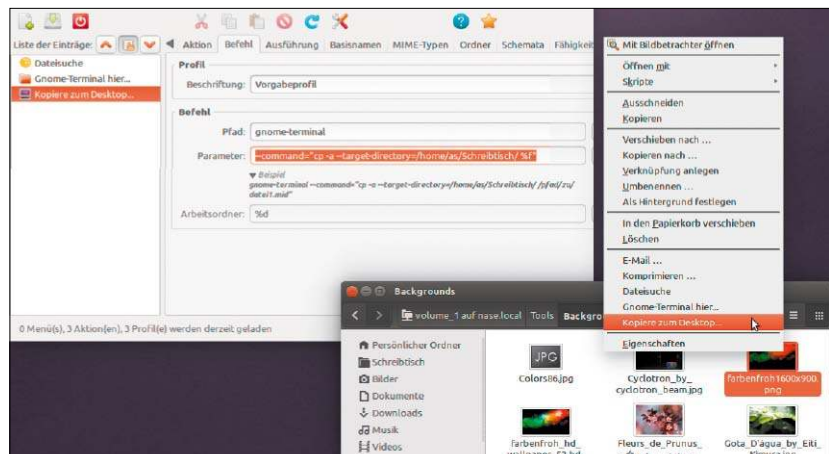 Liste der Einträge:
Dateisuche
Gnome-Terminal hier...
Kopiere zum Desktop...
Aktion Befehl Ausführung Basisnamen MIME-Typen Ordner Schemata Fähigkeit
Profil
Beschriftung: Vorgabeprofil
Befehl
Pfad: gnome-terminal
Parameter: --command="cp -a --target-directory=/home/as/Schreibtisch/ %f"
Beispiel
gnome-terminal --command="cp -a --target-directory=/home/as/Schreibtisch/ /pfad/zu/
datei1.mid"
Arbeitsordner: %d
0 Menü(s), 3 Aktion(en), 3 Profil(e) werden derzeit geladen
Mit Bildbetrachter öffnen
Öffnen mit
Skripte
Ausschneiden
Kopieren
Verschieben nach ...
Kopieren nach ...
Verknüpfung anlegen
Umbenennen ...
Als Hintergrund festlegen
In den Papierkorb verschieben
Löschen
E-Mail ...
Komprimieren ...
Dateisuche
Gnome-Terminal hier...
Kopiere zum Desktop...
Eigenschaften
Backgrounds
volume_1 auf nase.local Tools Backgro
Persönlicher Ordner
Schreibtisch
Bilder
Dokumente
Downloads
Musik
Videos
JPG
Colors86.jpg
Cyclotron_by_
cyclotron_beam.jpg
farbenfroh1600x900.
png
farbenfroh_hd_
Fleurs_de_Prunus_
Gota_D'água_by_Eiti_